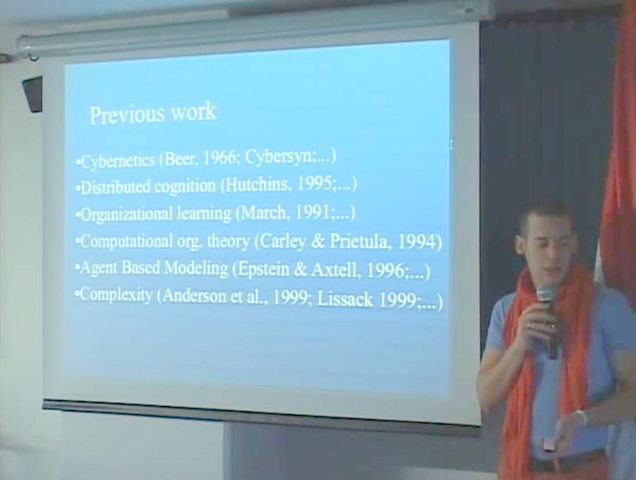 Previous work
•Cybernetics (Beer, 1966; Cybersyn;...)
•Distributed cognition (Hutchins, 1995;...)
•Organizational learning (March, 1991;...)
•Computational org. theory (Carley & Prietula, 1994)
•Agent Based Modeling (Epstein & Axtell, 1996;...)
•Complexity (Anderson et al., 1999; Lissack 1999;...)